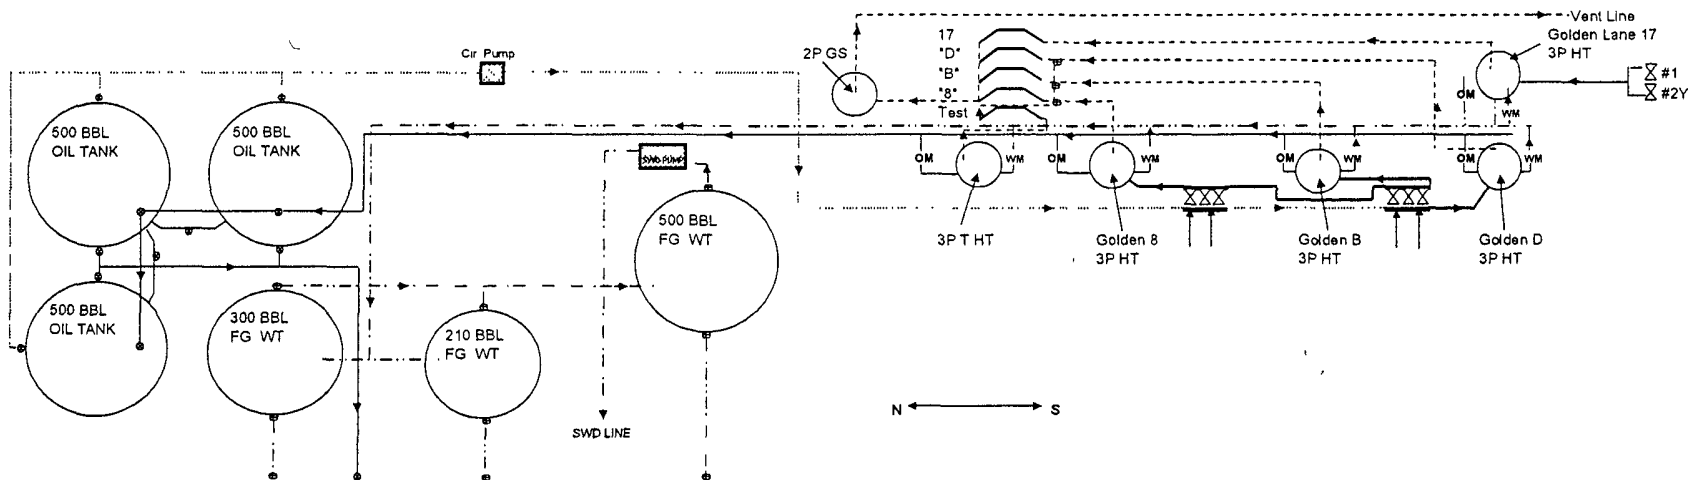 Vent Line
Golden Lane 17
3P HT
17
"D"
"B"
"8"
Test
2P GS
Cir Pump
#1
#2Y
OM
WM
500 BBL
OIL TANK
500 BBL
OIL TANK
SWD PUMP
OM
WM
OM
WM
OM
WM
OM
WM
500 BBL
FG WT
3P T HT
Golden 8
3P HT
Golden B
3P HT
Golden D
3P HT
500 BBL
OIL TANK
300 BBL
FG WT
210 BBL
FG WT
N
S
SWD LINE